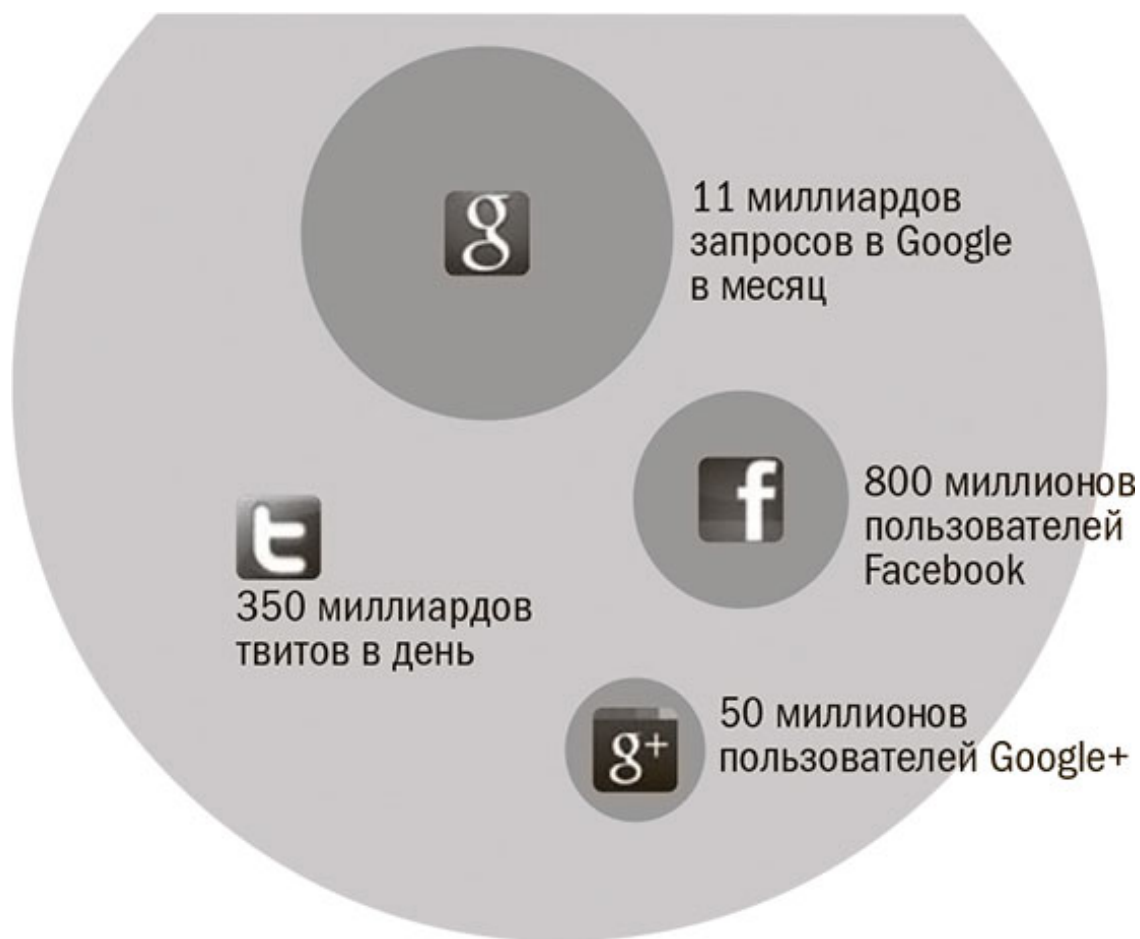 g
11 миллиардов
запросов в Google
в месяц
f
800 миллионов
пользователей
Facebook
t
350 миллиардов
твитов в день
g+
50 миллионов
пользователей Google+